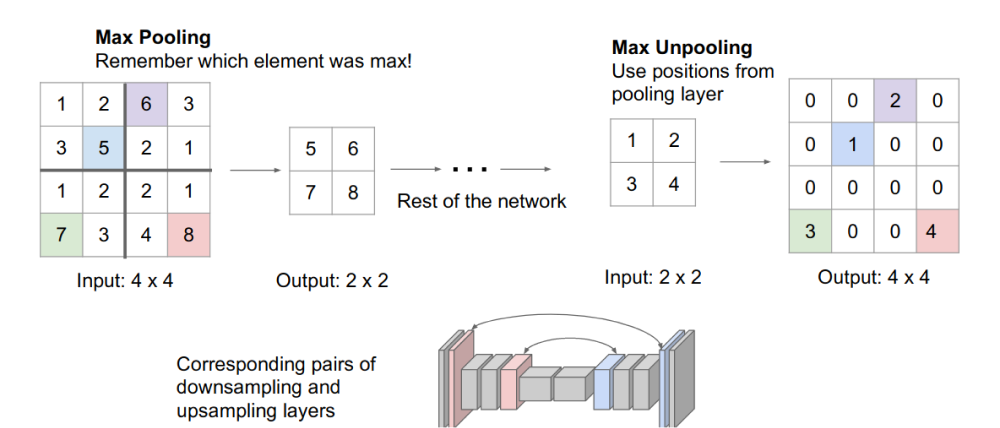 Max Pooling
Remember which element was max!
1 2 6 3
3 5 2 1
1 2 2 1
7 3 4 8
Input: 4 x 4
5 6
7 8
Output: 2 x 2
...
Rest of the network
Max Unpooling
Use positions from
pooling layer
1 2
3 4
Input: 2 x 2
0 0 2 0
0 1 0 0
0 0 0 0
3 0 0 4
Output: 4 x 4
Corresponding pairs of
downsampling and
upsampling layers